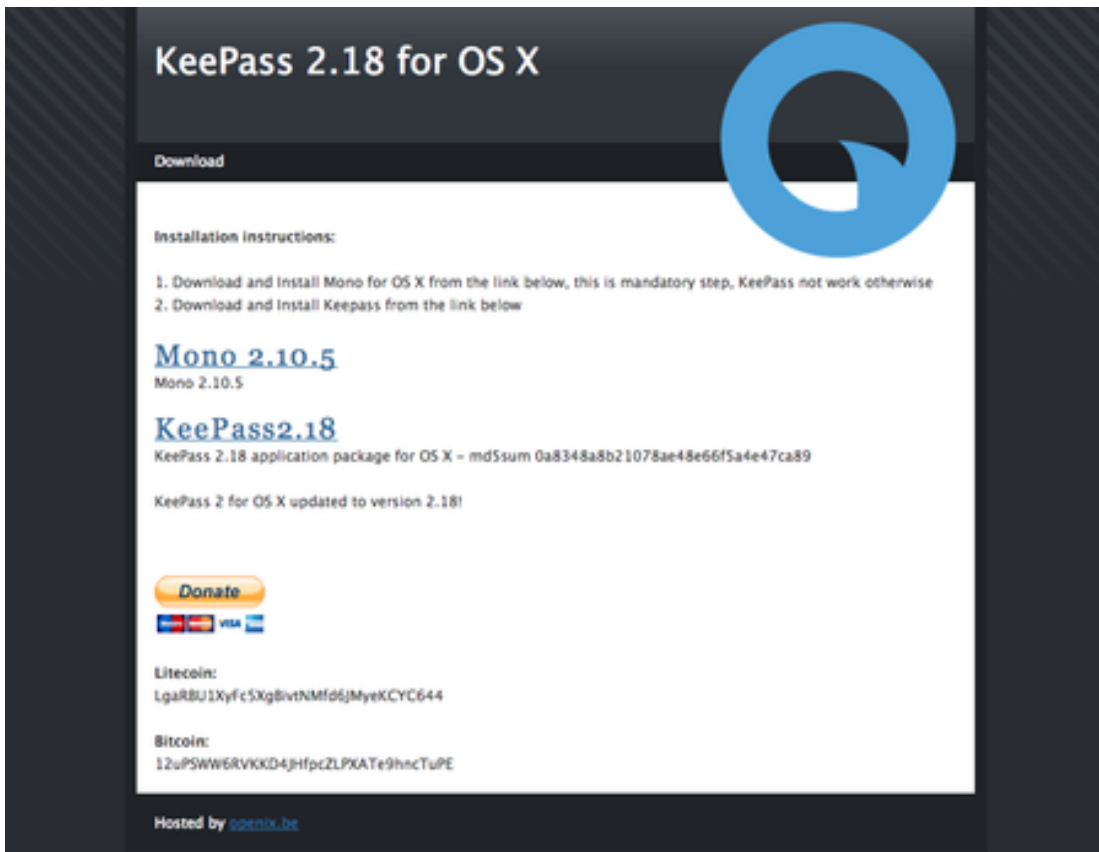 KeePass 2.18 for OS X
Download
Installation instructions:
1. Download and Install Mono for OS X from the link below, this is mandatory step, KeePass not work otherwise
2. Download and Install Keepass from the link below
Mono 2.10.5
Mono 2.10.5
KeePass2.18
KeePass 2.18 application package for OS X – md5sum 0a8348a8b21078ae48e66f5a4e47ca89
KeePass 2 for OS X updated to version 2.18!
Donate
VISA
Litecoin:
LgaR8U1XyFc5XgBivtNMfd6JMyeKCYC644
Bitcoin:
12uPSWW6RVKKD4JHfpcZLPXATe9hncTuPE
Hosted by openix.be